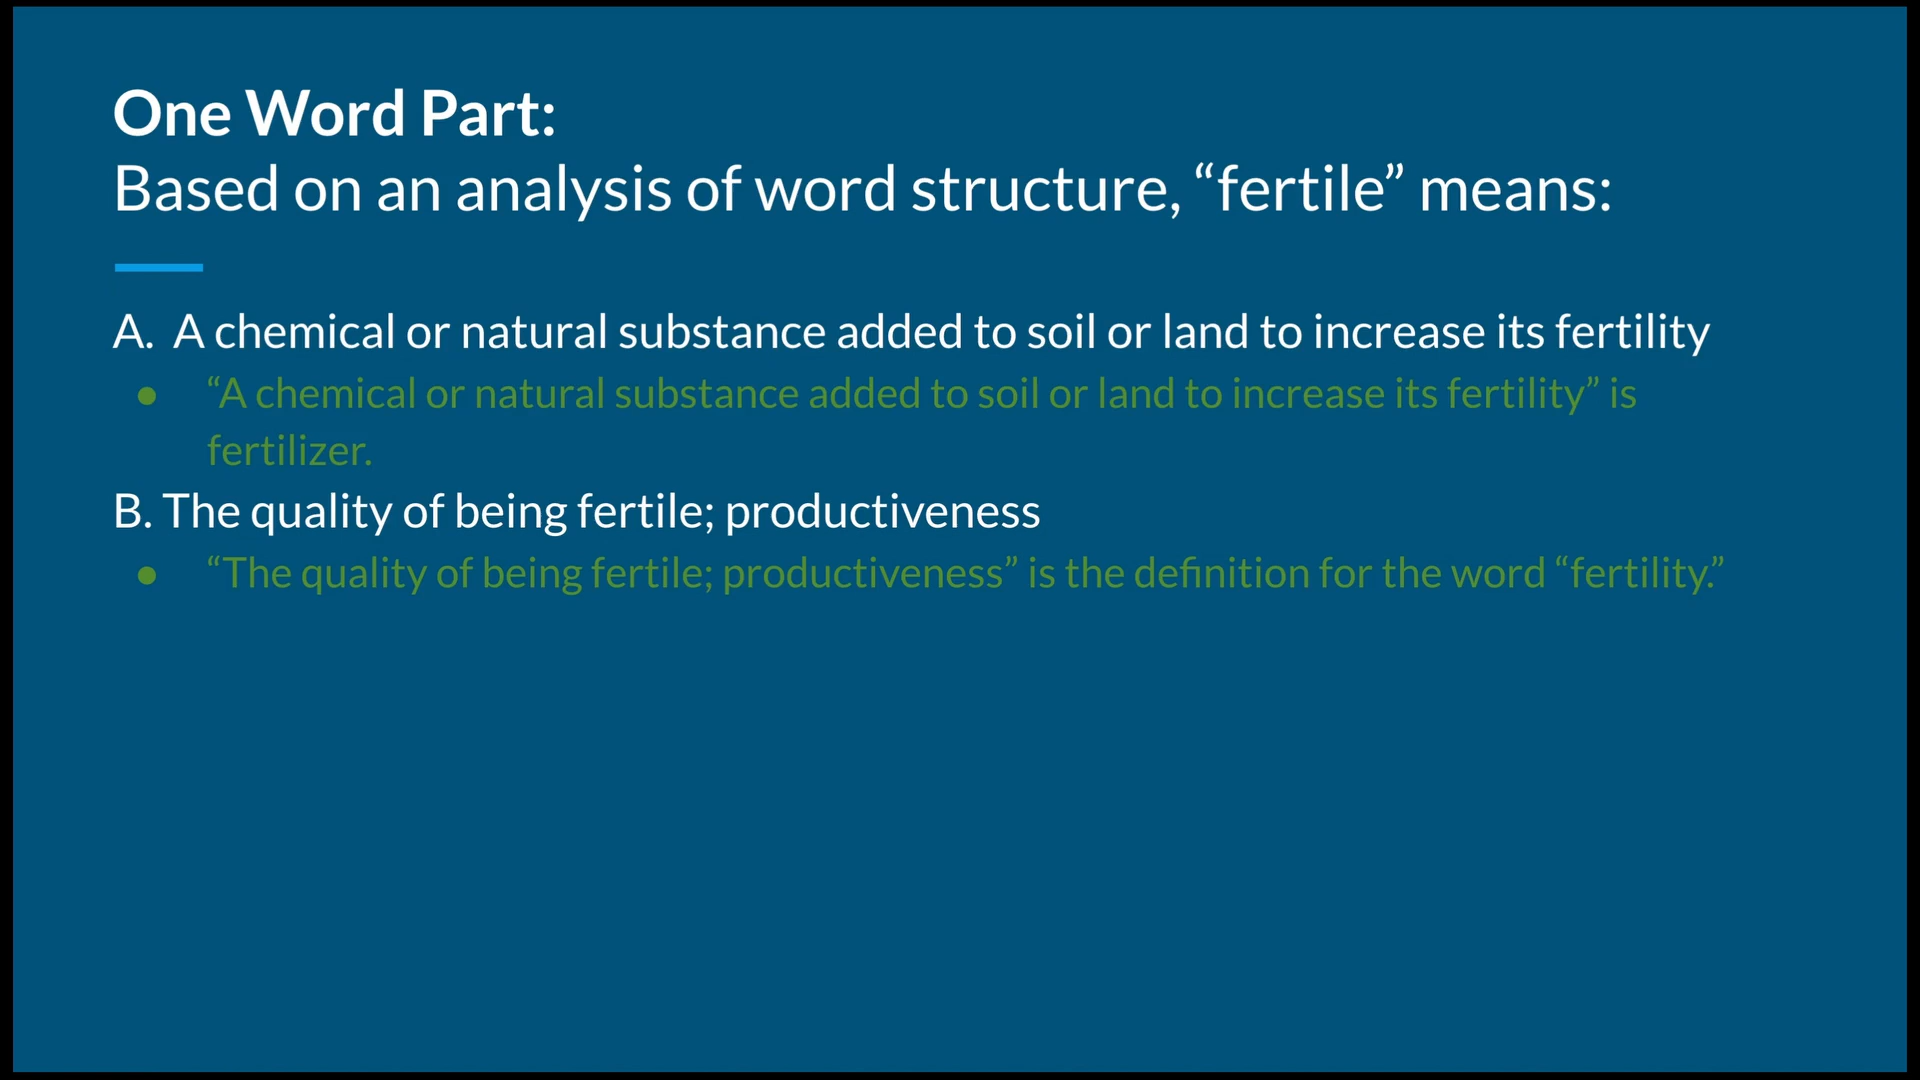 One Word Part:
Based on an analysis of word structure, “fertile” means:
A. A chemical or natural substance added to soil or land to increase its fertility
● “A chemical or natural substance added to soil or land to increase its fertility” is
fertilizer.
B. The quality of being fertile; productiveness
● “The quality of being fertile; productiveness” is the definition for the word “fertility.”